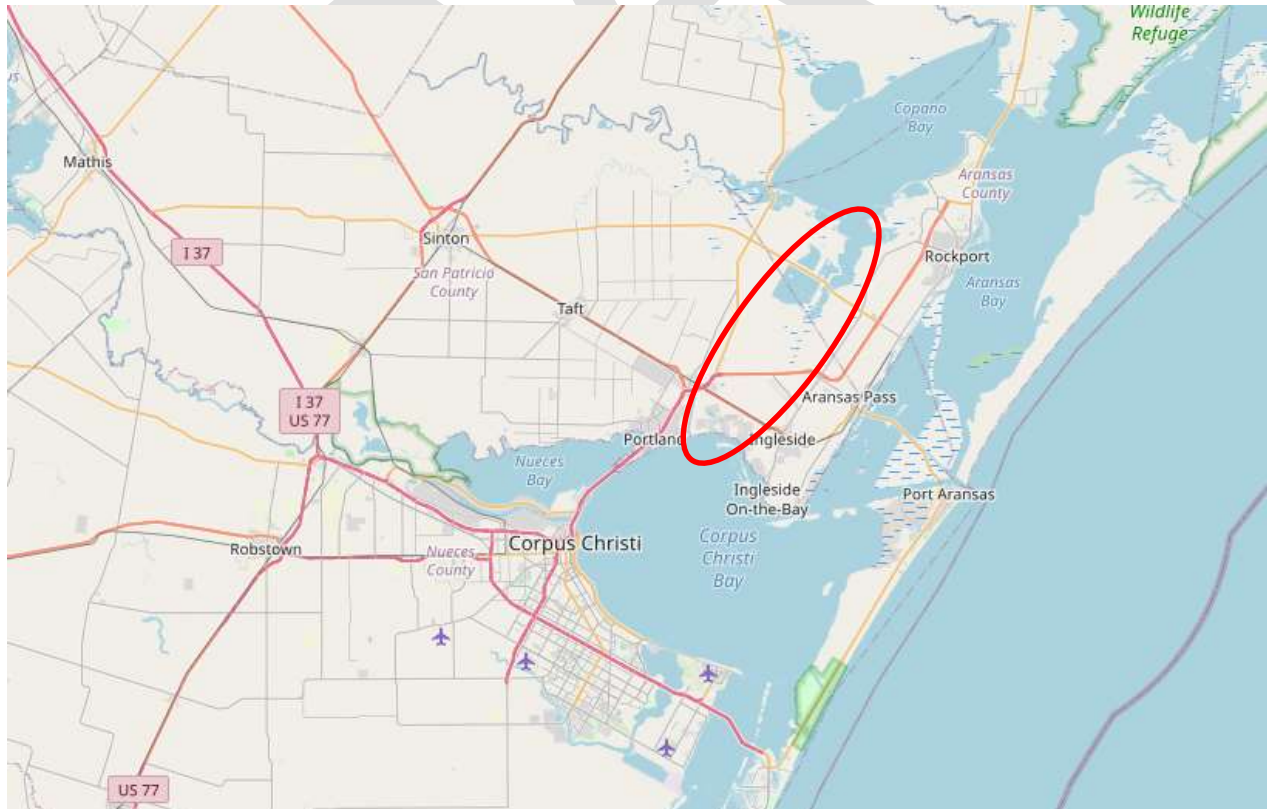 Wildlife
Refuge
Copano
Bay
Mathis
Aransas
County
I 37
Sinton
Rockport
San Patricio
County
Aransas
Bay
Taft
I 37
US 77
Aransas Pass
Portland
Ingleside
Nueces
Bay
Ingleside
On-the-Bay
Port Aransas
Corpus Christi
Corpus
Christi
Bay
Robstown
Nueces
County
US 77